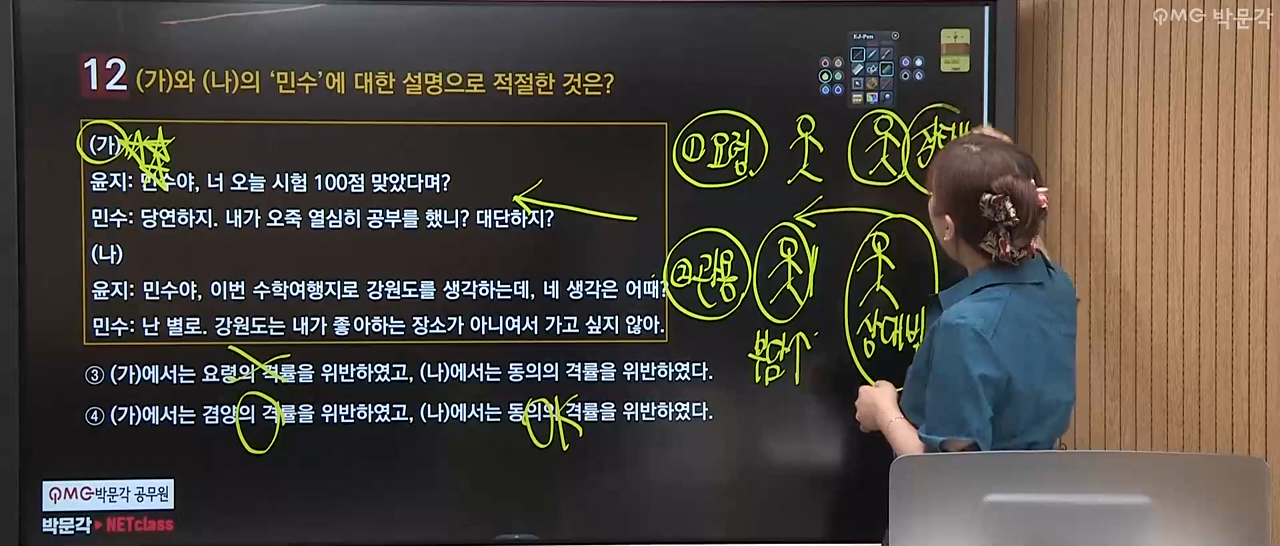 QMG 박문각
EJ-Pen
12 (가)와 (나)의 ‘민수’에 대한 설명으로 적절한 것은?
(가)
윤지: 민수야, 너 오늘 시험 100점 맞았다며?
민수: 당연하지. 내가 오죽 열심히 공부를 했니? 대단하지?
(나)
윤지: 민수야, 이번 수학여행지로 강원도를 생각하는데, 네 생각은 어때?
민수: 난 별로. 강원도는 내가 좋아하는 장소가 아니여서 가고 싶지 않아.
③ (가)에서는 요령의 격률을 위반하였고, (나)에서는 동의의 격률을 위반하였다.
④ (가)에서는 겸양의 격률을 위반하였고, (나)에서는 동의의 격률을 위반하였다.
OK
① 요령
② 관용
부담↑
상대방
QMG박문각 공무원
박문각 ▶ NETclass